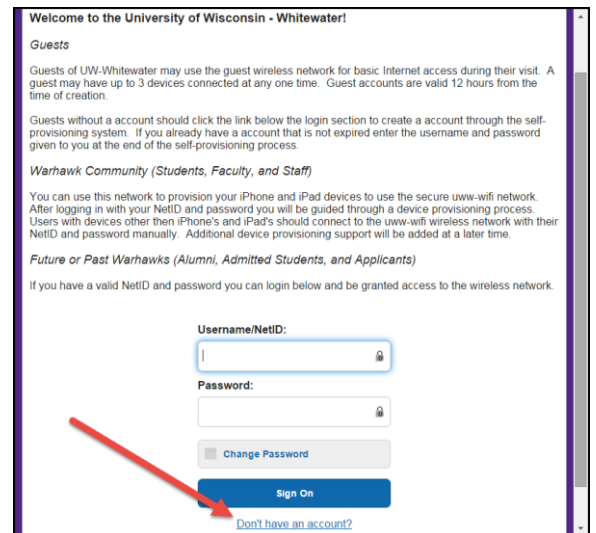 Welcome to the University of Wisconsin - Whitewater!
Guests
Guests of UW-Whitewater may use the guest wireless network for basic Internet access during their visit. A
guest may have up to 3 devices connected at any one time. Guest accounts are valid 12 hours from the
time of creation.
Guests without a account should click the link below the login section to create a account through the self-
provisioning system. If you already have a account that is not expired enter the username and password
given to you at the end of the self-provisioning process.
Warhawk Community (Students, Faculty, and Staff)
You can use this network to provision your iPhone and iPad devices to use the secure uww-wifi network.
After logging in with your NetID and password you will be guided through a device provisioning process.
Users with devices other then iPhone's and iPad's should connect to the uww-wifi wireless network with their
NetID and password manually. Additional device provisioning support will be added at a later time.
Future or Past Warhawks (Alumni, Admitted Students, and Applicants)
If you have a valid NetID and password you can login below and be granted access to the wireless network.
Username/NetID:
Password:
Change Password
Sign On
Don't have an account?